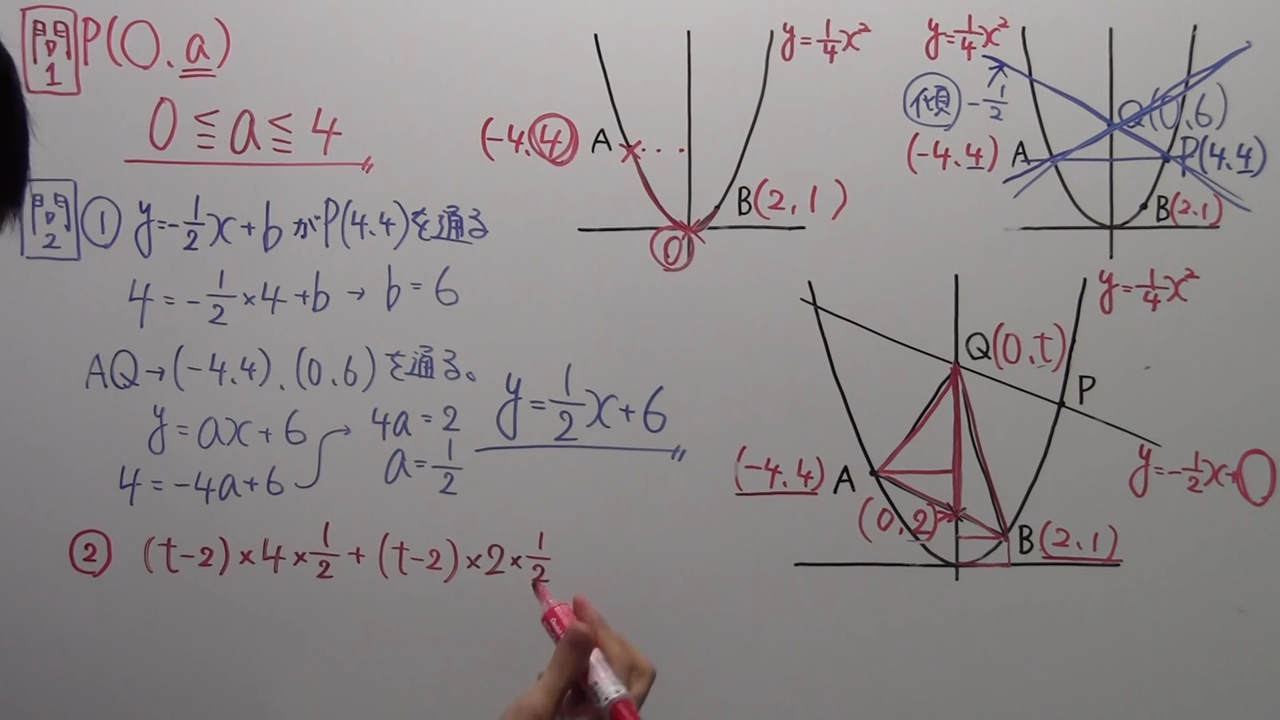 問1 P(0.a)
0≦a≦4
問2 ① y=-1/2x+bがP(4.4)を通る
4=-1/2×4+b→b=6
AQ→(-4.4).(0.6)を通る。
y=ax+6
4=-4a+6
4a=2
a=1/2
y=1/2x+6
② (t-2)×4×1/2+(t-2)×2×1/2
y=1/4x²
(-4.4) A
B(2,1)
0
y=1/4x²
傾 -1/2
Q(0,6)
(-4.4) A
P(4.4)
B(2.1)
y=1/4x²
Q(0,t)
P
(-4.4) A
y=-1/2x+
(0.2)
B(2.1)